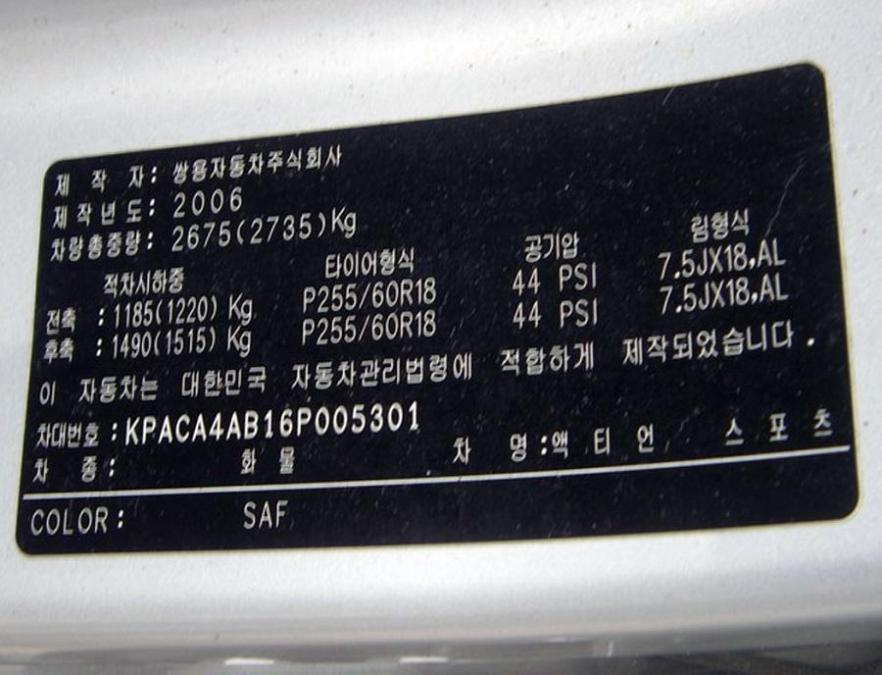 제 작 자: 쌍용자동차주식회사
제작년도: 2006
차량총중량: 2675(2735)Kg
적차시하중 타이어형식 공기압 림형식
전축 :1185(1220) Kg P255/60R18 44 PSI 7.5JX18,AL
후축 :1490(1515) Kg P255/60R18 44 PSI 7.5JX18,AL
이 자동차는 대한민국 자동차관리법령에 적합하게 제작되었습니다.
차대번호:KPACA4AB16P005301
차 종: 화 물 차 명:액 티 언 스 포 츠
COLOR: SAF